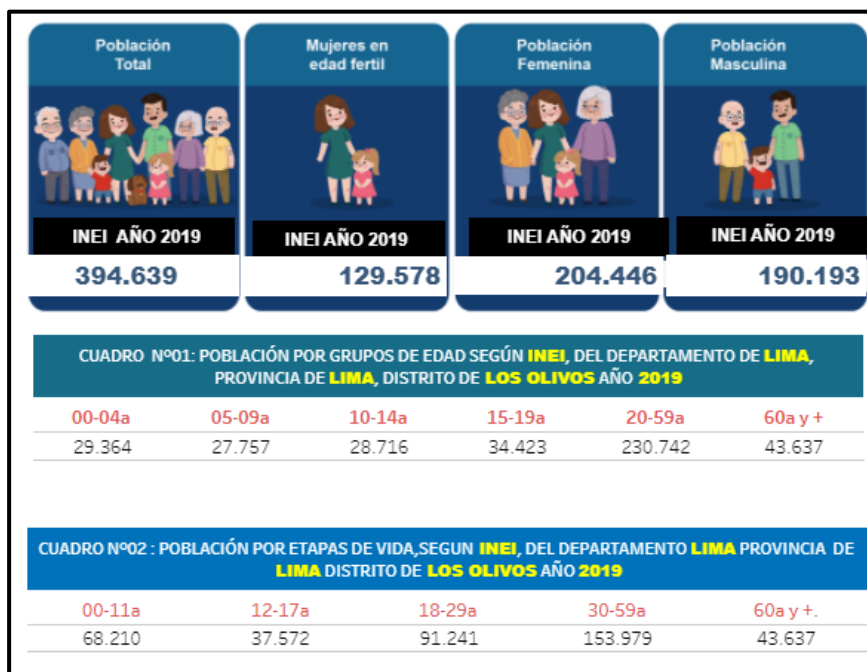 Población Total
Mujeres en edad fertil
Población Femenina
Población Masculina
INEI AÑO 2019
INEI AÑO 2019
INEI AÑO 2019
INEI AÑO 2019
394.639
129.578
204.446
190.193
CUADRO Nº01: POBLACIÓN POR GRUPOS DE EDAD SEGÚN INEI, DEL DEPARTAMENTO DE LIMA,
PROVINCIA DE LIMA, DISTRITO DE LOS OLIVOS AÑO 2019
00-04a 05-09a 10-14a 15-19a 20-59a 60a y +
29.364 27.757 28.716 34.423 230.742 43.637
CUADRO Nº02 : POBLACIÓN POR ETAPAS DE VIDA,SEGUN INEI, DEL DEPARTAMENTO LIMA PROVINCIA DE
LIMA DISTRITO DE LOS OLIVOS AÑO 2019
00-11a 12-17a 18-29a 30-59a 60a y +.
68.210 37.572 91.241 153.979 43.637